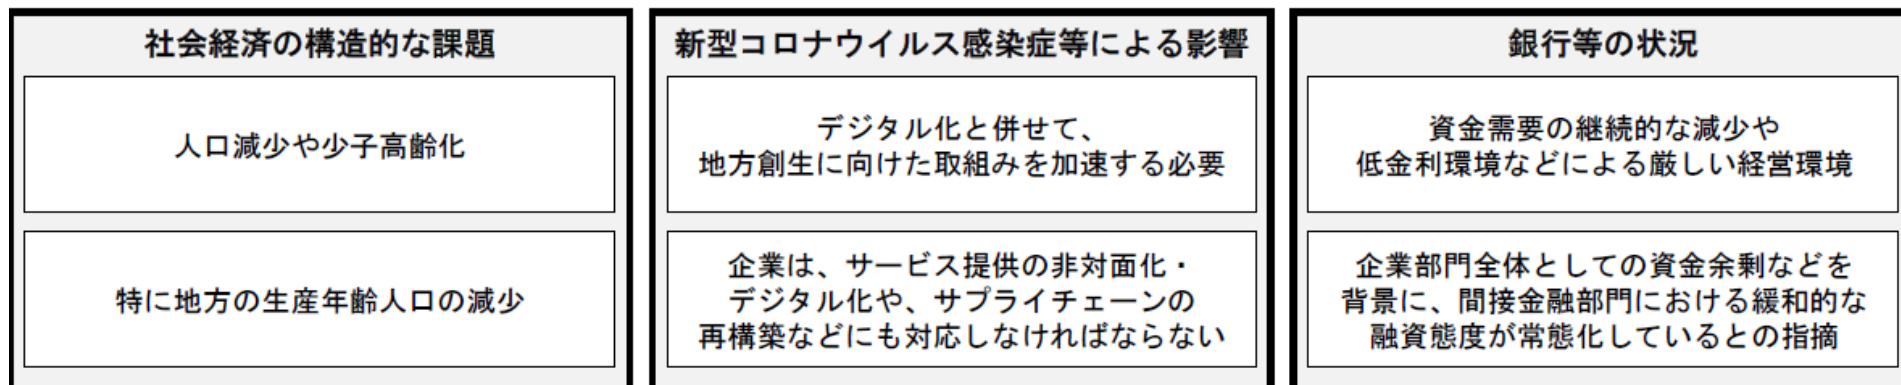 社会経済の構造的な課題
人口減少や少子高齢化
特に地方の生産年齢人口の減少
新型コロナウイルス感染症等による影響
デジタル化と併せて、
地方創生に向けた取組みを加速する必要
企業は、サービス提供の非対面化・
デジタル化や、サプライチェーンの
再構築などにも対応しなければならない
銀行等の状況
資金需要の継続的な減少や
低金利環境などによる厳しい経営環境
企業部門全体としての資金余剰などを
背景に、間接金融部門における緩和的な
融資態度が常態化しているとの指摘